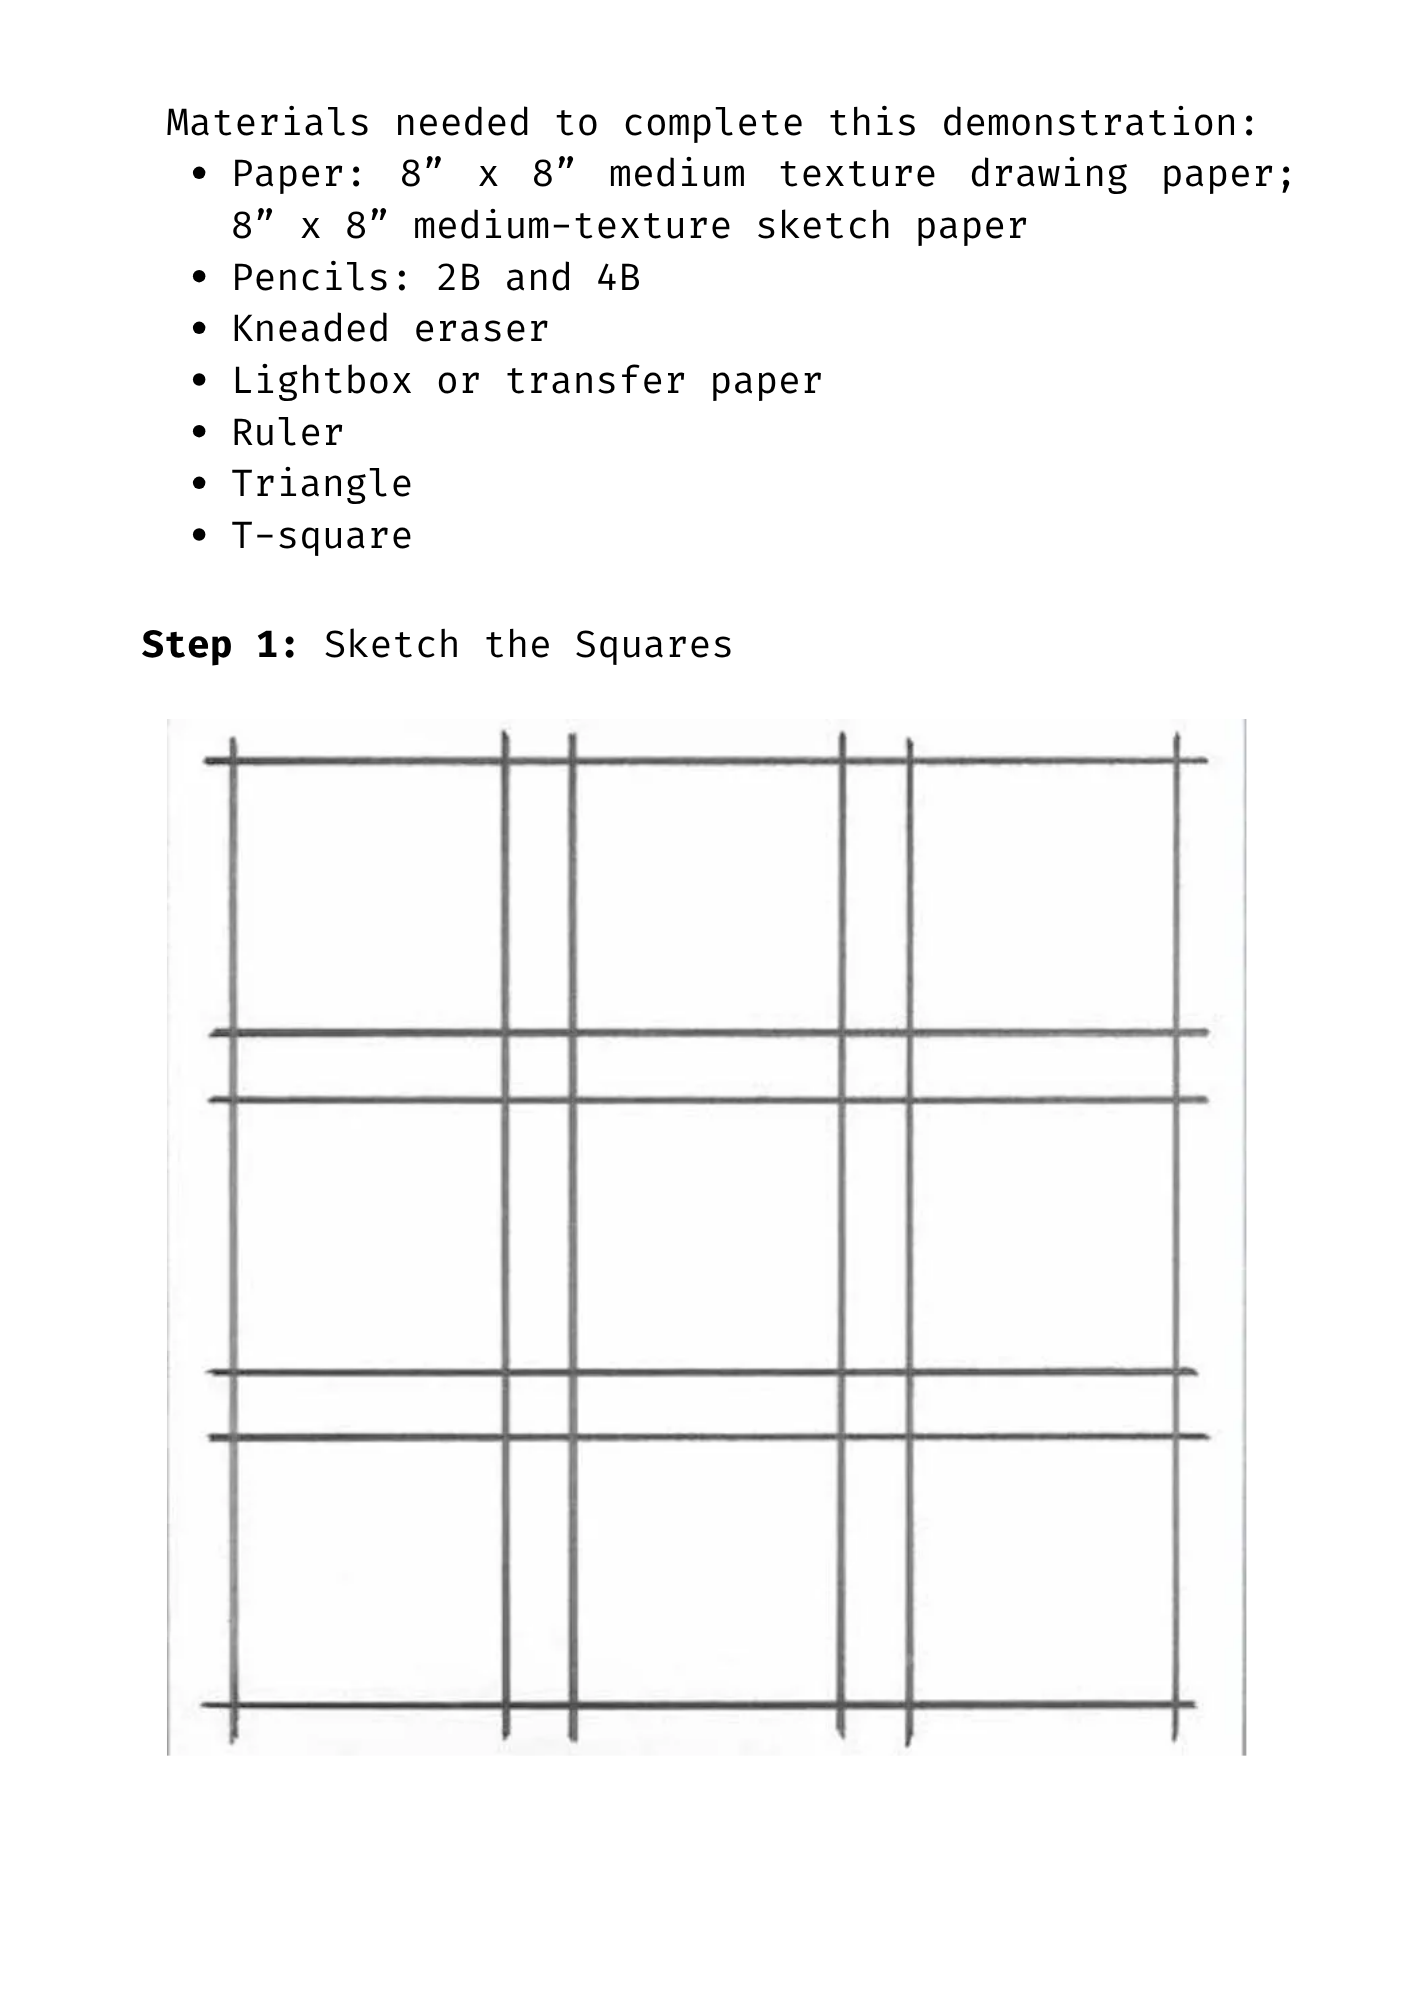 Materials needed to complete this demonstration:
• Paper: 8” x 8” medium texture drawing paper;
8” x 8” medium-texture sketch paper
• Pencils: 2B and 4B
• Kneaded eraser
• Lightbox or transfer paper
• Ruler
• Triangle
• T-square
Step 1: Sketch the Squares